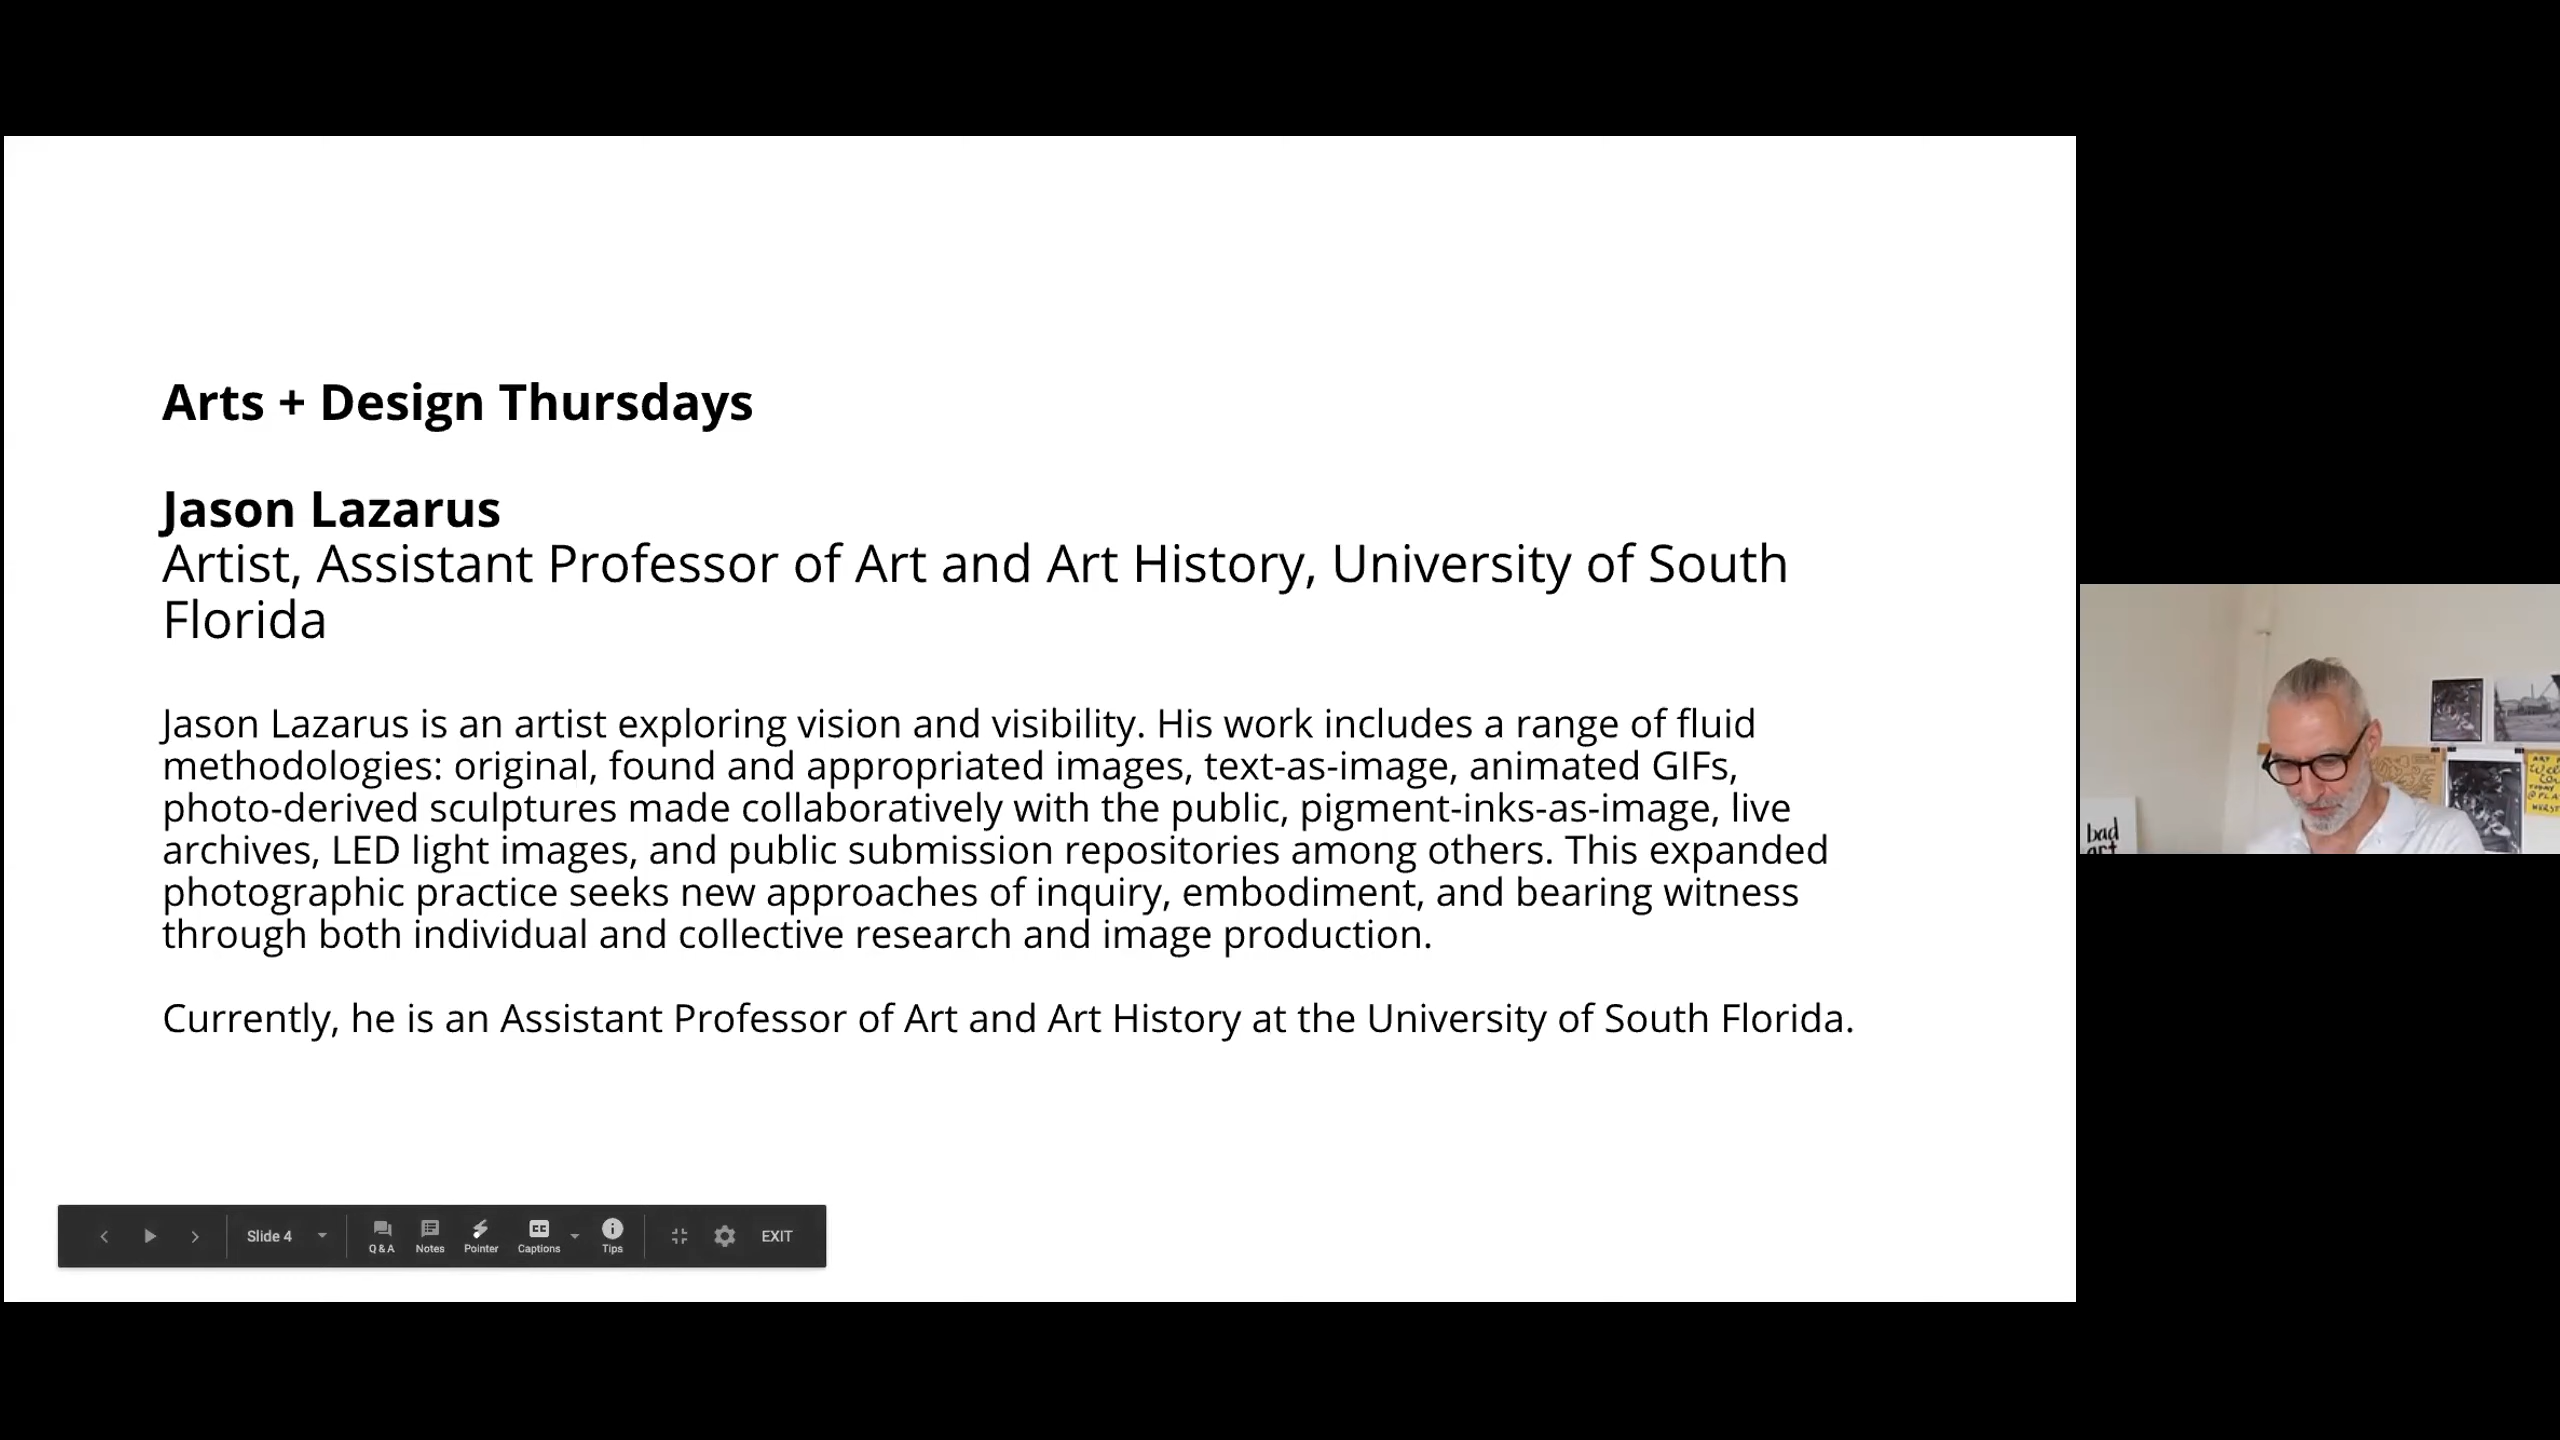 Arts + Design Thursdays
Jason Lazarus
Artist, Assistant Professor of Art and Art History, University of South
Florida
Jason Lazarus is an artist exploring vision and visibility. His work includes a range of fluid
methodologies: original, found and appropriated images, text-as-image, animated GIFs,
photo-derived sculptures made collaboratively with the public, pigment-inks-as-image, live
archives, LED light images, and public submission repositories among others. This expanded
photographic practice seeks new approaches of inquiry, embodiment, and bearing witness
through both individual and collective research and image production.
Currently, he is an Assistant Professor of Art and Art History at the University of South Florida.
Slide 4
Q & A
Notes
Pointer
Captions
Tips
EXIT
bad
art
ART